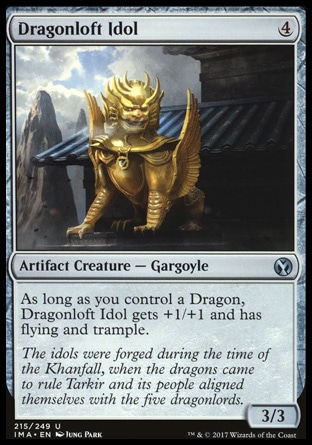 Dragonloft Idol 4
Artifact Creature — Gargoyle
As long as you control a Dragon,
Dragonloft Idol gets +1/+1 and has
flying and trample.
The idols were forged during the time of
the Khanfall, when the dragons came
to rule Tarkir and its people aligned
themselves with the five dragonlords.
3/3
215/249 U
IMA • EN Jung Park ™ & © 2017 Wizards of the Coast